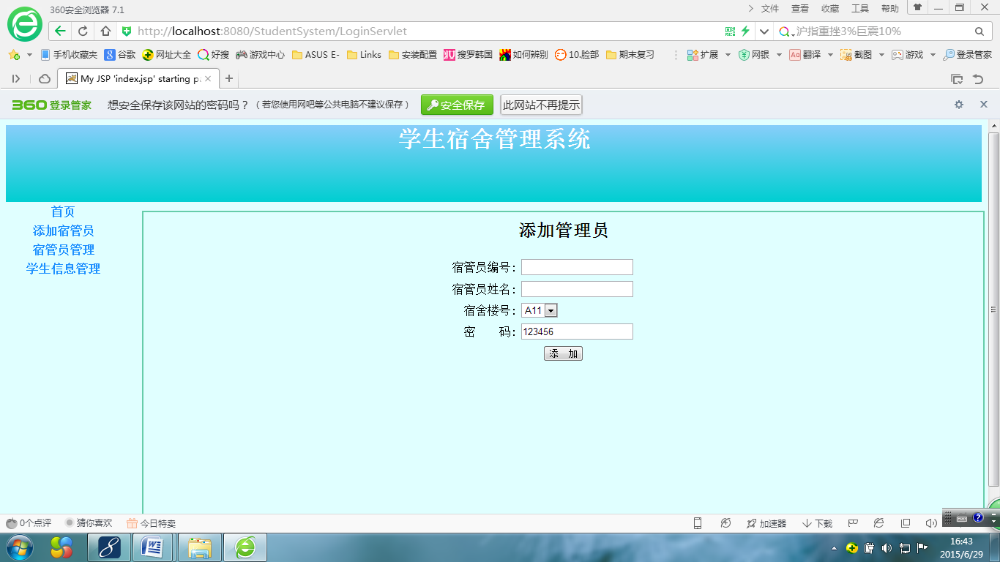 360安全浏览器 7.1
文件 查看 收藏 工具 帮助
http://localhost:8080/StudentSystem/LoginServlet
沪指重挫3%巨震10%
手机收藏夹 谷歌 网址大全 好搜 游戏中心 ASUS E- Links 安装配置 搜罗韩国 如何辨别 10.脸部 期末复习 扩展 网银 翻译 截图 游戏 登录管家
My JSP 'index.jsp' starting p
360 登录管家 想安全保存该网站的密码吗？（若您使用网吧等公共电脑不建议保存） 安全保存 此网站不再提示
学生宿舍管理系统
首页
添加宿管员
宿管员管理
学生信息管理
添加管理员
宿管员编号：
宿管员姓名：
宿舍楼号： A11
密 码： 123456
添 加
0个点评 猜你喜欢 今日特卖 加速器 下载
16:43
2015/6/29